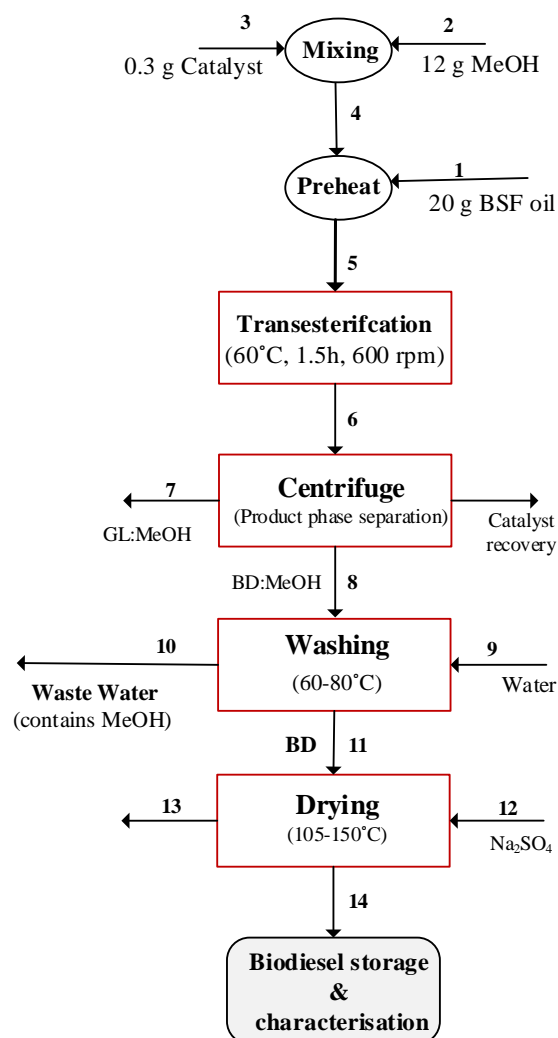 3
Mixing
2
0.3 g Catalyst
12 g MeOH
4
Preheat
1
20 g BSF oil
5
Transesterifcation
(60˚C, 1.5h, 600 rpm)
6
7
Centrifuge
(Product phase separation)
GL:MeOH
Catalyst
recovery
BD:MeOH
8
10
Washing
9
(60-80˚C)
Waste Water
(contains MeOH)
Water
BD
11
13
Drying
12
(105-150˚C)
Na₂SO₄
14
Biodiesel storage
&
characterisation